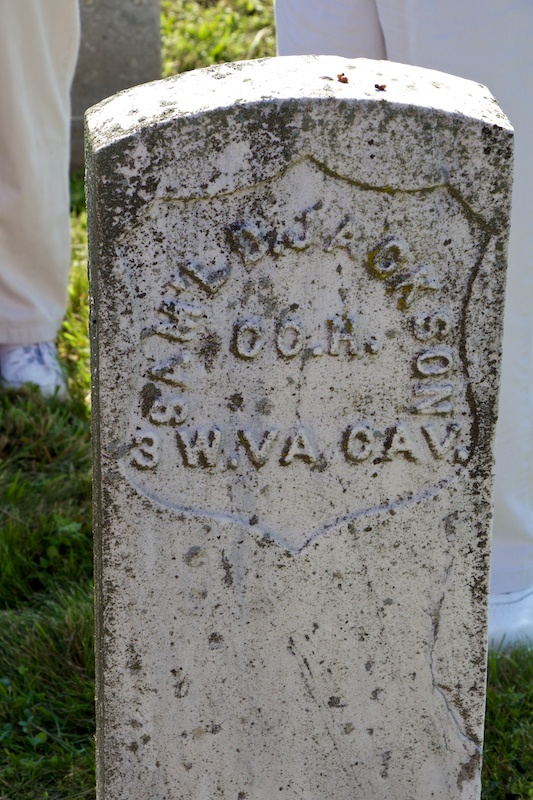 SAM'L D. JACKSON
CO. H.
3 W. VA. CAV.